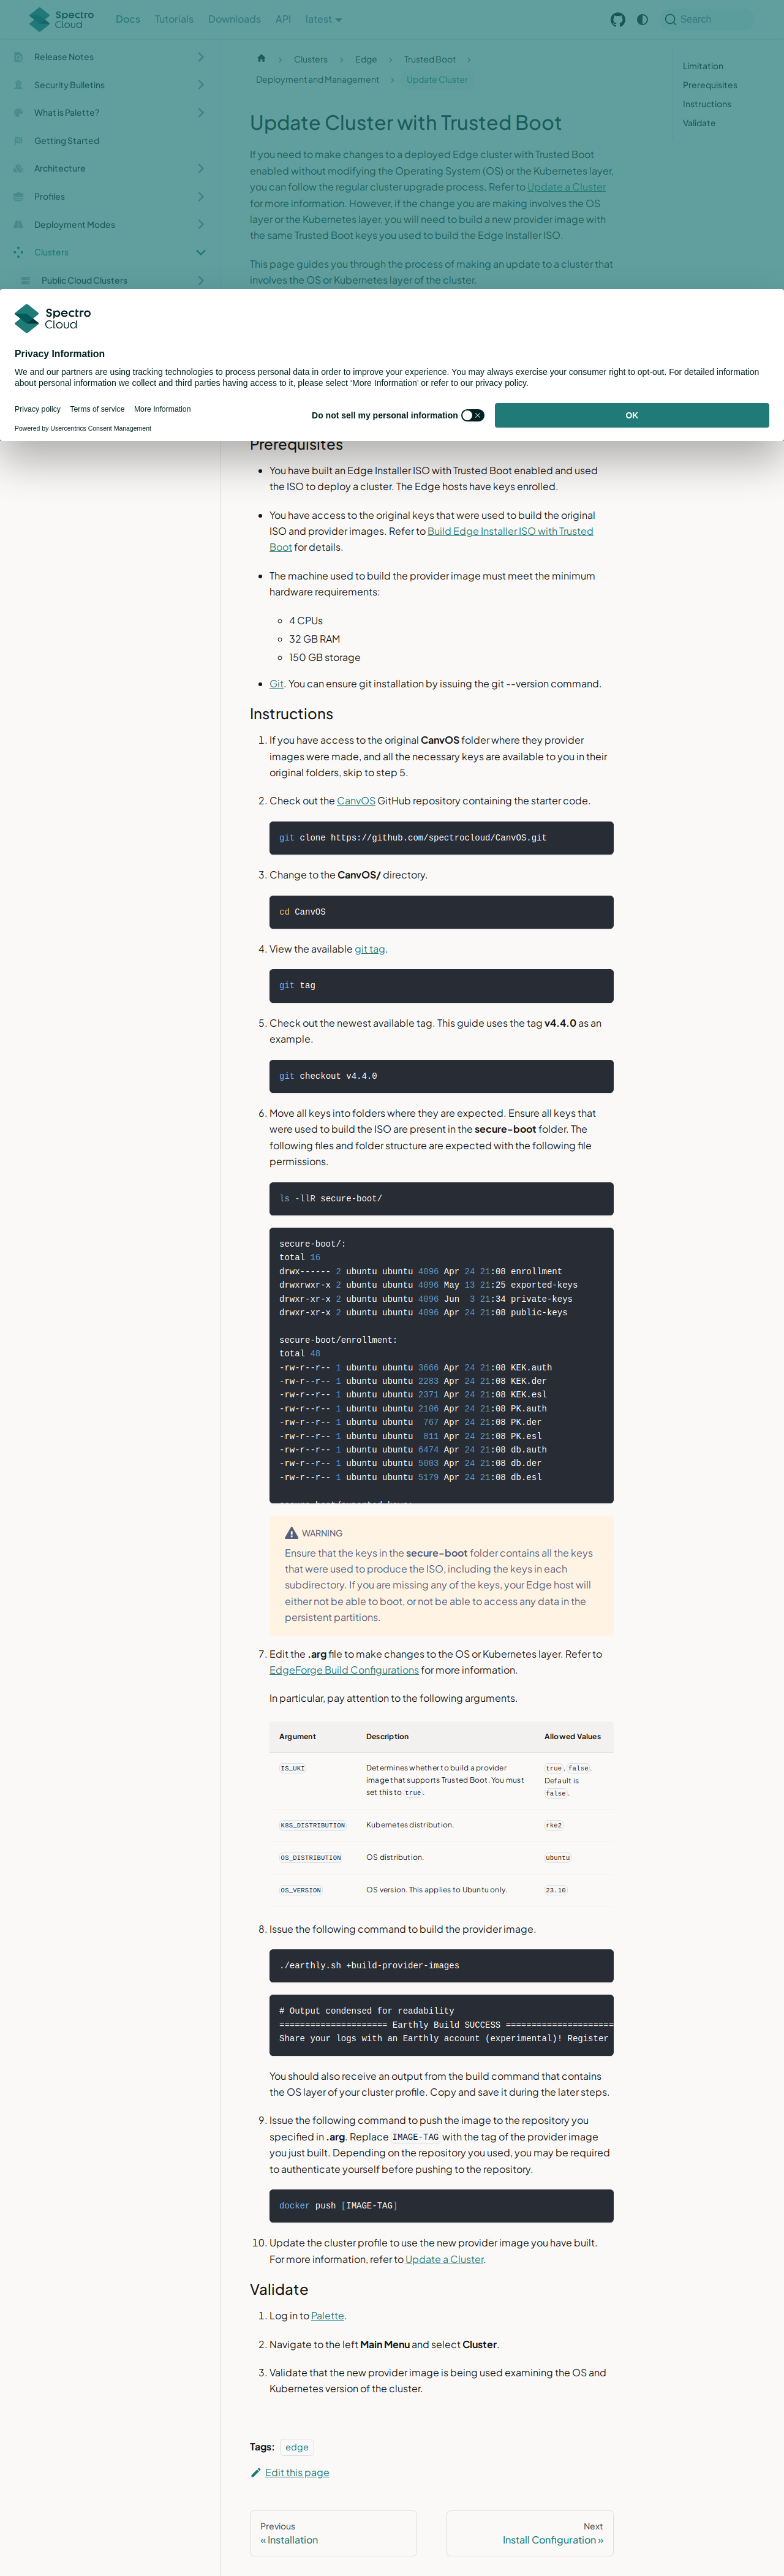 Spectro
Cloud
Docs
Tutorials
Downloads
API
latest
Search
Release Notes
Security Bulletins
What is Palette?
Getting Started
Architecture
Profiles
Deployment Modes
Clusters
Public Cloud Clusters
Clusters
Edge
Trusted Boot
Deployment and Management
Update Cluster
Limitation
Prerequisites
Instructions
Validate
Update Cluster with Trusted Boot
If you need to make changes to a deployed Edge cluster with Trusted Boot
enabled without modifying the Operating System (OS) or the Kubernetes layer,
you can follow the regular cluster upgrade process. Refer to Update a Cluster
for more information. However, if the change you are making involves the OS
layer or the Kubernetes layer, you will need to build a new provider image with
the same Trusted Boot keys you used to build the Edge Installer ISO.
This page guides you through the process of making an update to a cluster that
involves the OS or Kubernetes layer of the cluster.
Spectro
Cloud
Privacy Information
We and our partners are using tracking technologies to process personal data in order to improve your experience. You may always exercise your consumer right to opt-out. For detailed information
about personal information we collect and third parties having access to it, please select ‘More Information’ or refer to our privacy policy.
Privacy policy
Terms of service
More Information
Powered by Usercentrics Consent Management
Do not sell my personal information
OK
Prerequisites
• You have built an Edge Installer ISO with Trusted Boot enabled and used
the ISO to deploy a cluster. The Edge hosts have keys enrolled.
• You have access to the original keys that were used to build the original
ISO and provider images. Refer to Build Edge Installer ISO with Trusted
Boot for details.
• The machine used to build the provider image must meet the minimum
hardware requirements:
◦ 4 CPUs
◦ 32 GB RAM
◦ 150 GB storage
• Git. You can ensure git installation by issuing the git --version command.
Instructions
1. If you have access to the original CanvOS folder where they provider
images were made, and all the necessary keys are available to you in their
original folders, skip to step 5.
2. Check out the CanvOS GitHub repository containing the starter code.
git clone https://github.com/spectrocloud/CanvOS.git
3. Change to the CanvOS/ directory.
cd CanvOS
4. View the available git tag.
git tag
5. Check out the newest available tag. This guide uses the tag v4.4.0 as an
example.
git checkout v4.4.0
6. Move all keys into folders where they are expected. Ensure all keys that
were used to build the ISO are present in the secure-boot folder. The
following files and folder structure are expected with the following file
permissions.
ls -llR secure-boot/
secure-boot/:
total 16
drwx------ 2 ubuntu ubuntu 4096 Apr 24 21:08 enrollment
drwxrwxr-x 2 ubuntu ubuntu 4096 May 13 21:25 exported-keys
drwxr-xr-x 2 ubuntu ubuntu 4096 Jun  3 21:34 private-keys
drwxr-xr-x 2 ubuntu ubuntu 4096 Apr 24 21:08 public-keys
secure-boot/enrollment:
total 48
-rw-r--r-- 1 ubuntu ubuntu 3666 Apr 24 21:08 KEK.auth
-rw-r--r-- 1 ubuntu ubuntu 2283 Apr 24 21:08 KEK.der
-rw-r--r-- 1 ubuntu ubuntu 2371 Apr 24 21:08 KEK.esl
-rw-r--r-- 1 ubuntu ubuntu 2106 Apr 24 21:08 PK.auth
-rw-r--r-- 1 ubuntu ubuntu  767 Apr 24 21:08 PK.der
-rw-r--r-- 1 ubuntu ubuntu  811 Apr 24 21:08 PK.esl
-rw-r--r-- 1 ubuntu ubuntu 6474 Apr 24 21:08 db.auth
-rw-r--r-- 1 ubuntu ubuntu 5003 Apr 24 21:08 db.der
-rw-r--r-- 1 ubuntu ubuntu 5179 Apr 24 21:08 db.esl
WARNING
Ensure that the keys in the secure-boot folder contains all the keys
that were used to produce the ISO, including the keys in each
subdirectory. If you are missing any of the keys, your Edge host will
either not be able to boot, or not be able to access any data in the
persistent partitions.
7. Edit the .arg file to make changes to the OS or Kubernetes layer. Refer to
EdgeForge Build Configurations for more information.
In particular, pay attention to the following arguments.
Argument Description Allowed Values
IS_UKI Determines whether to build a provider image that supports Trusted Boot. You must set this to true. true, false. Default is false.
K8S_DISTRIBUTION Kubernetes distribution. rke2
OS_DISTRIBUTION OS distribution. ubuntu
OS_VERSION OS version. This applies to Ubuntu only. 23.10
8. Issue the following command to build the provider image.
./earthly.sh +build-provider-images
# Output condensed for readability
===================== Earthly Build SUCCESS =====================
Share your logs with an Earthly account (experimental)! Register
You should also receive an output from the build command that contains
the OS layer of your cluster profile. Copy and save it during the later steps.
9. Issue the following command to push the image to the repository you
specified in .arg. Replace IMAGE-TAG with the tag of the provider image
you just built. Depending on the repository you used, you may be required
to authenticate yourself before pushing to the repository.
docker push [IMAGE-TAG]
10. Update the cluster profile to use the new provider image you have built.
For more information, refer to Update a Cluster.
Validate
1. Log in to Palette.
2. Navigate to the left Main Menu and select Cluster.
3. Validate that the new provider image is being used examining the OS and
Kubernetes version of the cluster.
Tags: edge
Edit this page
Previous
« Installation
Next
Install Configuration »